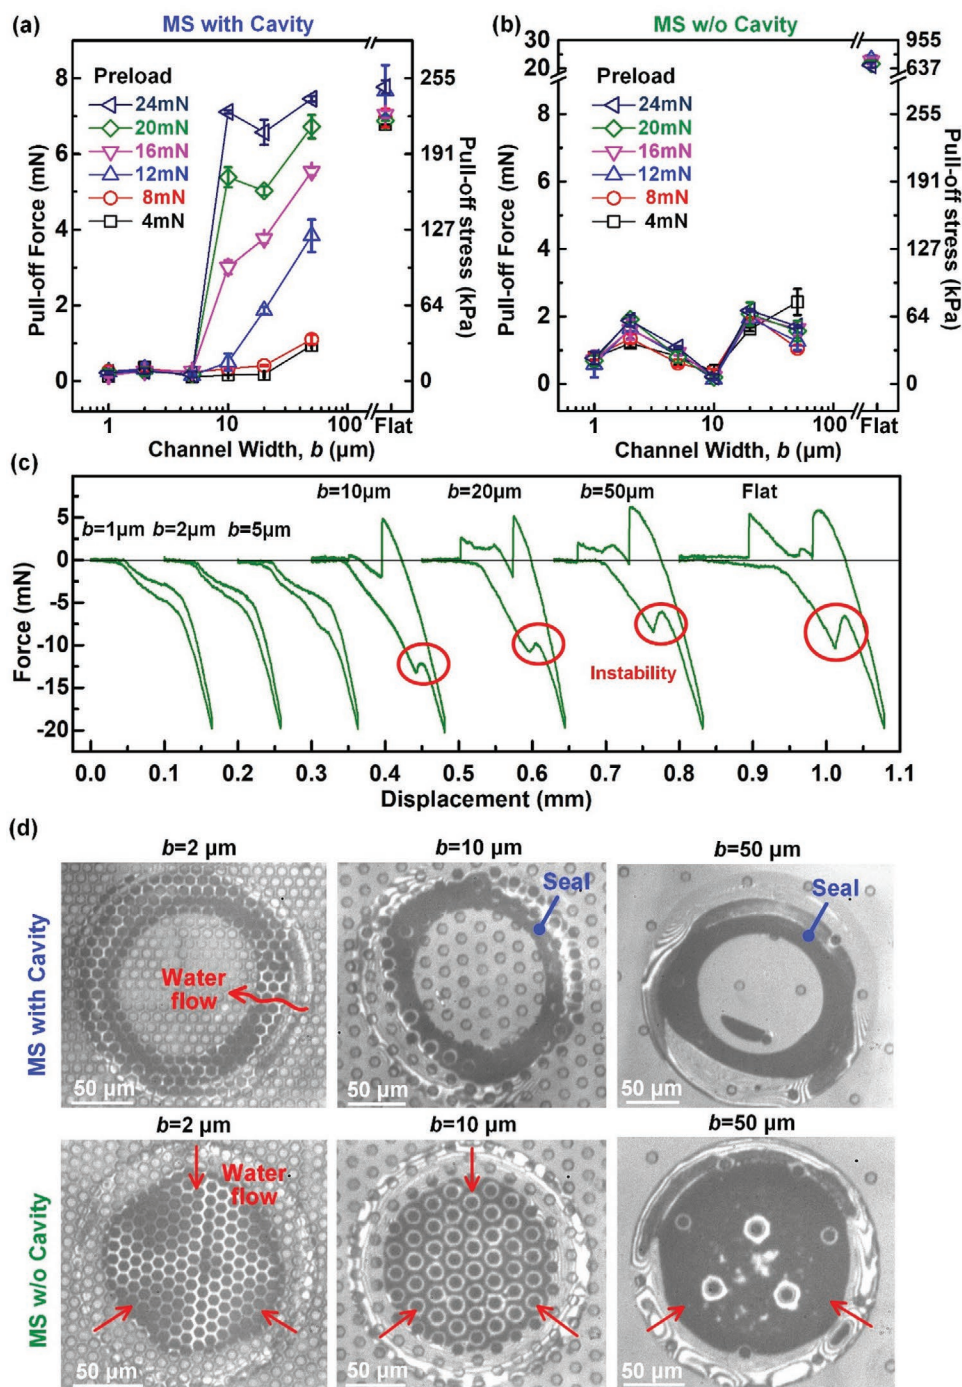 (a)
MS with Cavity
Preload
24mN
20mN
16mN
12mN
8mN
4mN
8
6
4
2
0
Pull-off Force (mN)
255
191
127
64
0
Pull-off stress (kPa)
1
10
100
Flat
Channel Width, b (µm)
(b)
MS w/o Cavity
Preload
24mN
20mN
16mN
12mN
8mN
4mN
30
20
8
6
4
2
0
Pull-off Force (mN)
955
637
255
191
127
64
0
Pull-off stress (kPa)
1
10
100
Flat
Channel Width, b (µm)
(c)
b=1µm
b=2µm
b=5µm
b=10µm
b=20µm
b=50µm
Flat
Instability
5
0
-5
-10
-15
-20
Force (mN)
0.0
0.1
0.2
0.3
0.4
0.5
0.6
0.7
0.8
0.9
1.0
1.1
Displacement (mm)
(d)
MS with Cavity
b=2 µm
Water
flow
50 µm
b=10 µm
Seal
50 µm
b=50 µm
Seal
50 µm
MS w/o Cavity
b=2 µm
Water
flow
50 µm
b=10 µm
50 µm
b=50 µm
50 µm